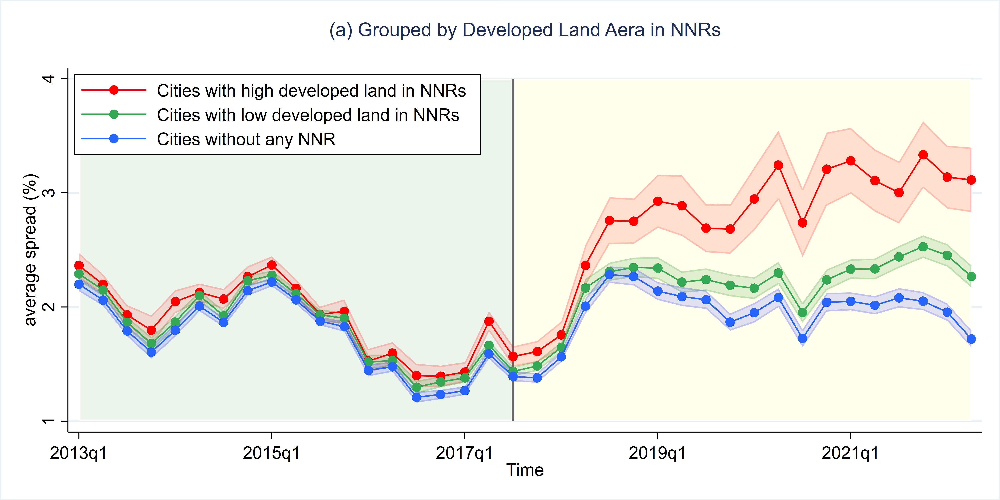 (a) Grouped by Developed Land Aera in NNRs
Cities with high developed land in NNRs
Cities with low developed land in NNRs
Cities without any NNR
average spread (%)
4
3
2
1
2013q1
2015q1
2017q1
2019q1
2021q1
Time